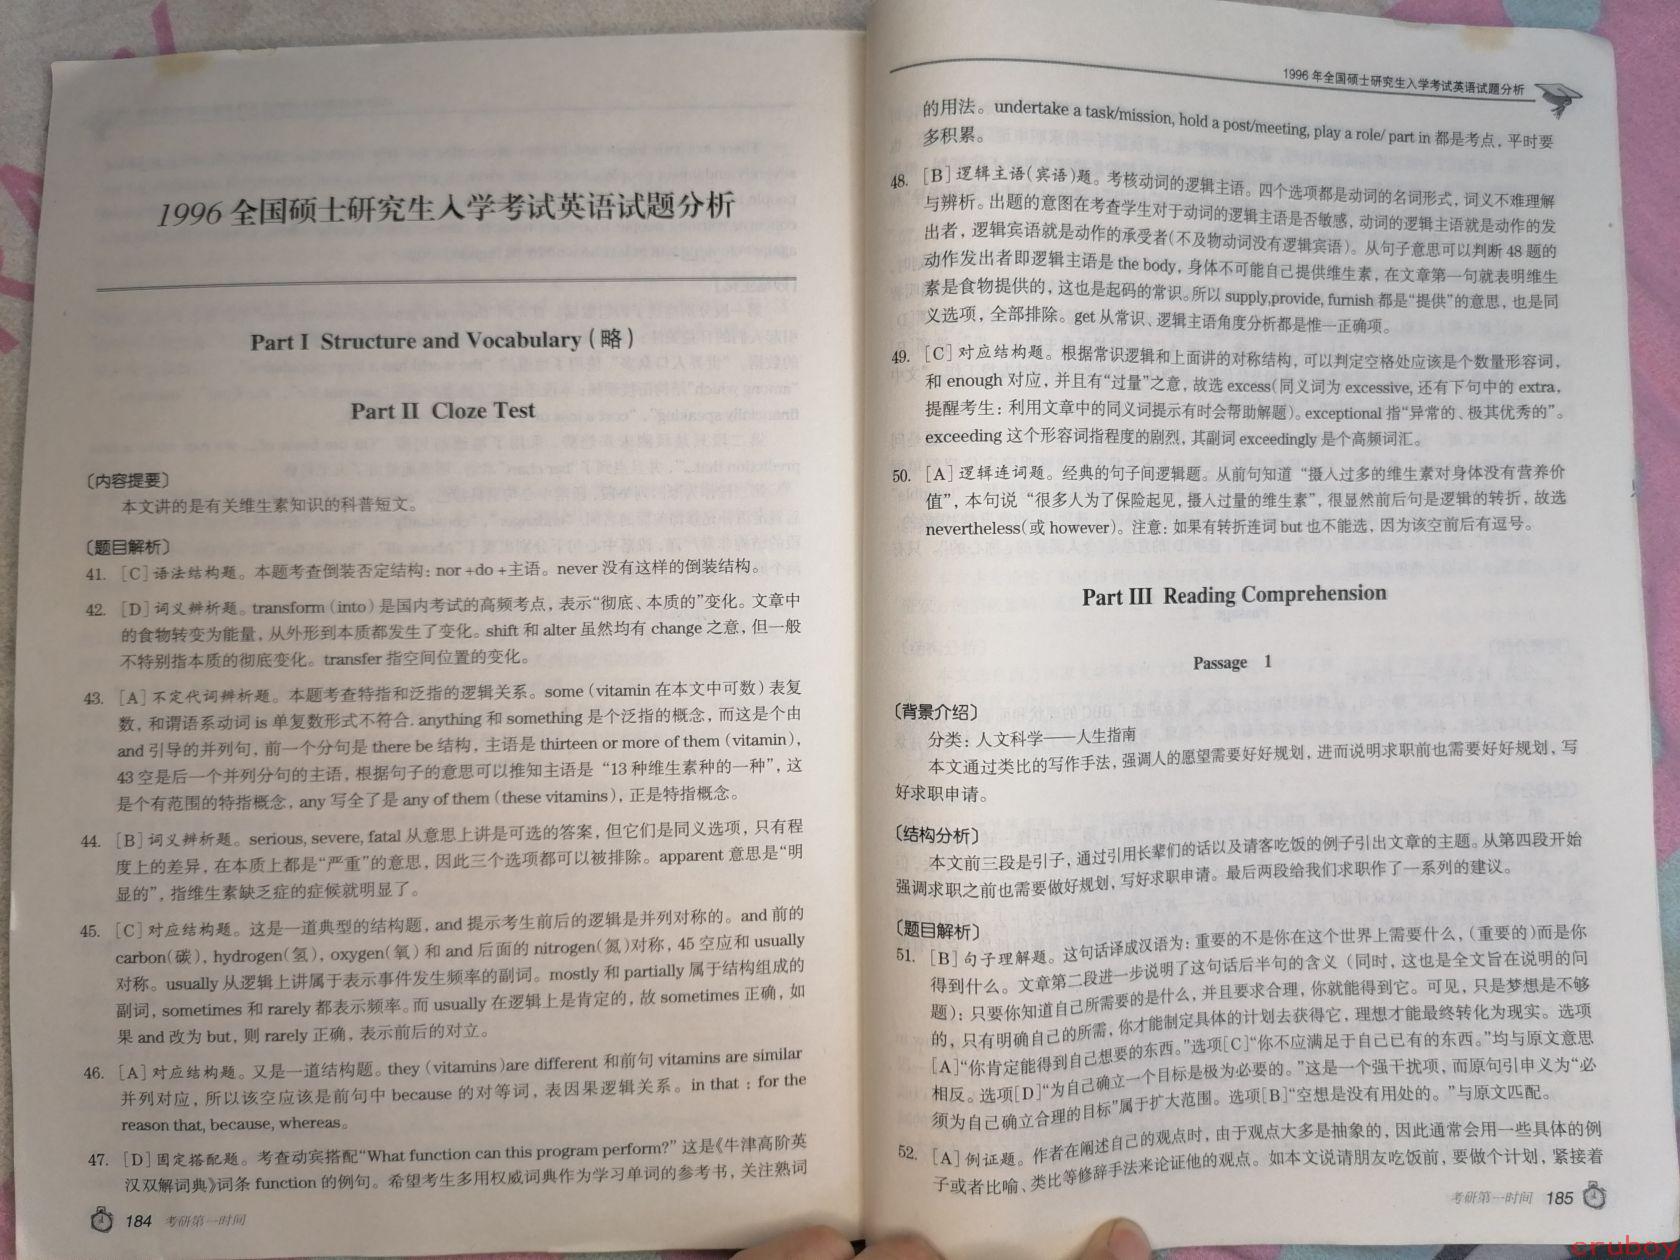 1996 全国硕士研究生入学考试英语试题分析
Part I Structure and Vocabulary（略）
Part II Cloze Test
〔内容提要〕
本文讲的是有关维生素知识的科普短文。
〔题目解析〕
41. ［C］语法结构题。本题考查倒装否定结构：nor +do +主语。never 没有这样的倒装结构。
42. ［D］词义辨析题。transform (into) 是国内考试的高频考点，表示“彻底、本质的”变化。文章中
的食物转变为能量，从外形到本质都发生了变化。shift 和 alter 虽然均有 change 之意，但一般
不特别指本质的彻底变化。transfer 指空间位置的变化。
43. ［A］不定代词辨析题。本题考查特指和泛指的逻辑关系。some (vitamin 在本文中可数) 表复
数，和谓语系动词 is 单复数形式不符合. anything 和 something 是个泛指的概念，而这是个由
and 引导的并列句，前一个分句是 there be 结构，主语是 thirteen or more of them (vitamin)，
43 空是后一个并列分句的主语，根据句子的意思可以推知主语是 “13 种维生素种的一种”，这
是个有范围的特指概念，any 写全了是 any of them (these vitamins)，正是特指概念。
44. ［B］词义辨析题。serious, severe, fatal 从意思上讲是可选的答案，但它们是同义选项，只有程
度上的差异，在本质上都是“严重”的意思，因此三个选项都可以被排除。apparent 意思是“明
显的”，指维生素缺乏症的症候就明显了。
45. ［C］对应结构题。这是一道典型的结构题，and 提示考生前后的逻辑是并列对称的。and 前的
carbon(碳)，hydrogen(氢)，oxygen(氧) 和 and 后面的 nitrogen(氮)对称，45 空应和 usually
对称。usually 从逻辑上讲属于表示事件发生频率的副词。mostly 和 partially 属于结构组成的
副词，sometimes 和 rarely 都表示频率。而 usually 在逻辑上是肯定的，故 sometimes 正确，如
果 and 改为 but，则 rarely 正确，表示前后的对立。
46. ［A］对应结构题。又是一道结构题。they (vitamins)are different 和前句 vitamins are similar
并列对应，所以该空应该是前句中 because 的对等词，表因果逻辑关系。in that : for the
reason that, because, whereas。
47. ［D］固定搭配题。考查动宾搭配“What function can this program perform?” 这是《牛津高阶英
汉双解词典》词条 function 的例句。希望考生多用权威词典作为学习单词的参考书，关注熟词
184 考研第一时间
1996 年全国硕士研究生入学考试英语试题分析
的用法。undertake a task/mission, hold a post/meeting, play a role/ part in 都是考点，平时要
多积累。
48. ［B］逻辑主语(宾语)题。考核动词的逻辑主语。四个选项都是动词的名词形式，词义不难理解
与辨析。出题的意图在考查学生对于动词的逻辑主语是否敏感，动词的逻辑主语就是动作的发
出者，逻辑宾语就是动作的承受者(不及物动词没有逻辑宾语)。从句子意思可以判断 48 题的
动作发出者即逻辑主语是 the body，身体不可能自己提供维生素，在文章第一句就表明维生
素是食物提供的，这也是起码的常识。所以 supply,provide, furnish 都是“提供”的意思，也是同
义选项，全部排除。get 从常识、逻辑主语角度分析都是惟一正确项。
49. ［C］对应结构题。根据常识逻辑和上面讲的对称结构，可以判定空格处应该是个数量形容词，
和 enough 对应，并且有“过量”之意，故选 excess(同义词为 excessive, 还有下句中的 extra，
提醒考生：利用文章中的同义词提示有时会帮助解题)。exceptional 指“异常的、极其优秀的”。
exceeding 这个形容词指程度的剧烈，其副词 exceedingly 是个高频词汇。
50. ［A］逻辑连词题。经典的句子间逻辑题。从前句知道 “摄人过多的维生素对身体没有营养价
值”，本句说 “很多人为了保险起见，摄人过量的维生素”，很显然前后句是逻辑的转折，故选
nevertheless(或 however)。注意：如果有转折连词 but 也不能选，因为该空前后有逗号。
Part III Reading Comprehension
Passage 1
〔背景介绍〕
分类：人文科学——人生指南
本文通过类比的写作手法，强调人的愿望需要好好规划，进而说明求职前也需要好好规划，写
好求职申请。
〔结构分析〕
本文前三段是引子，通过引用长辈们的话以及请客吃饭的例子引出文章的主题。从第四段开始
强调求职之前也需要做好规划，写好求职申请。最后两段给我们求职作了一系列的建议。
〔题目解析〕
51. ［B］句子理解题。这句话译成汉语为：重要的不是你在这个世界上需要什么，(重要的)而是你
得到什么。文章第二段进一步说明了这句话后半句的含义 (同时，这也是全文旨在说明的问
题)：只要你知道自己所需要的是什么，并且要求合理，你就能得到它。可见，只是梦想是不够
的，只有明确自己的所需，你才能制定具体的计划去获得它，理想才能最终转化为现实。选项
［A］“你肯定能得到自己想要的东西。”选项［C］“你不应满足于自己已有的东西。”均与原文意思
相反。选项［D］“为自己确立一个目标是极为必要的。”这是一个强干扰项，而原句引申义为“必
须为自己确立合理的目标”属于扩大范围。选项［B］“空想是没有用处的。”与原文匹配。
52. ［A］例证题。作者在阐述自己的观点时，由于观点大多是抽象的，因此通常会用一些具体的例
子或者比喻、类比等修辞手法来论证他的观点。如本文说请朋友吃饭前，要做个计划，紧接着
考研第一时间 185
cruboy